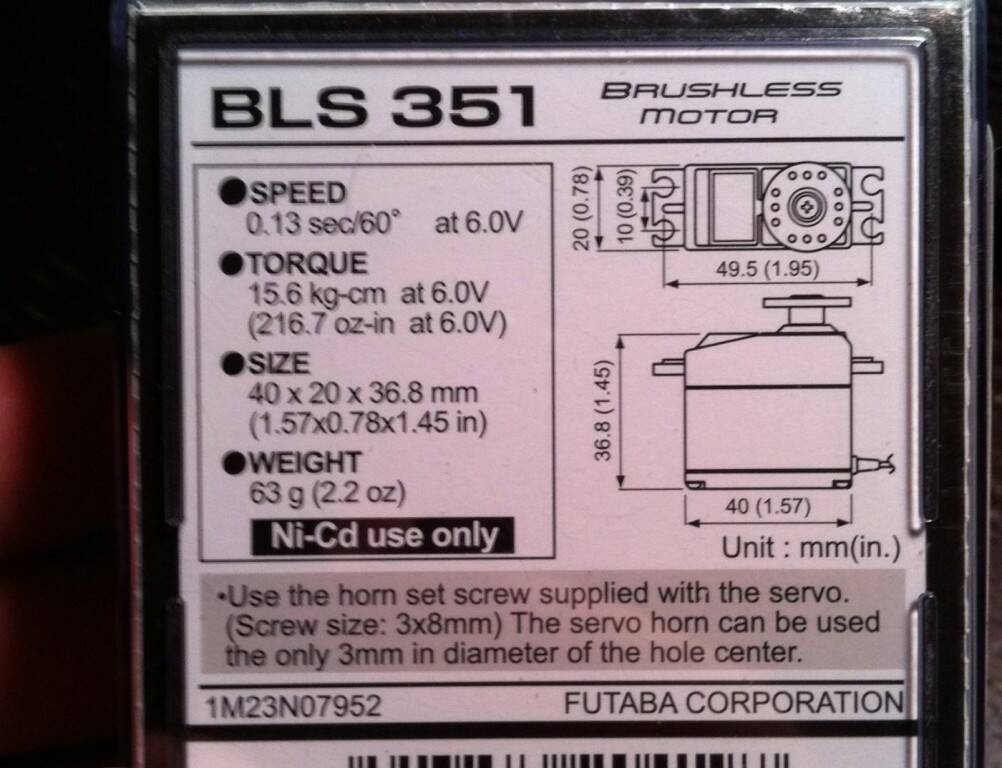 BLS 351
BRUSHLESS
MOTOR
●SPEED
0.13 sec/60° at 6.0V
●TORQUE
15.6 kg-cm at 6.0V
(216.7 oz-in at 6.0V)
●SIZE
40 x 20 x 36.8 mm
(1.57x0.78x1.45 in)
●WEIGHT
63 g (2.2 oz)
Ni-Cd use only
20 (0.78)
10 (0.39)
49.5 (1.95)
36.8 (1.45)
40 (1.57)
Unit : mm(in.)
•Use the horn set screw supplied with the servo.
(Screw size: 3x8mm) The servo horn can be used
the only 3mm in diameter of the hole center.
1M23N07952
FUTABA CORPORATION